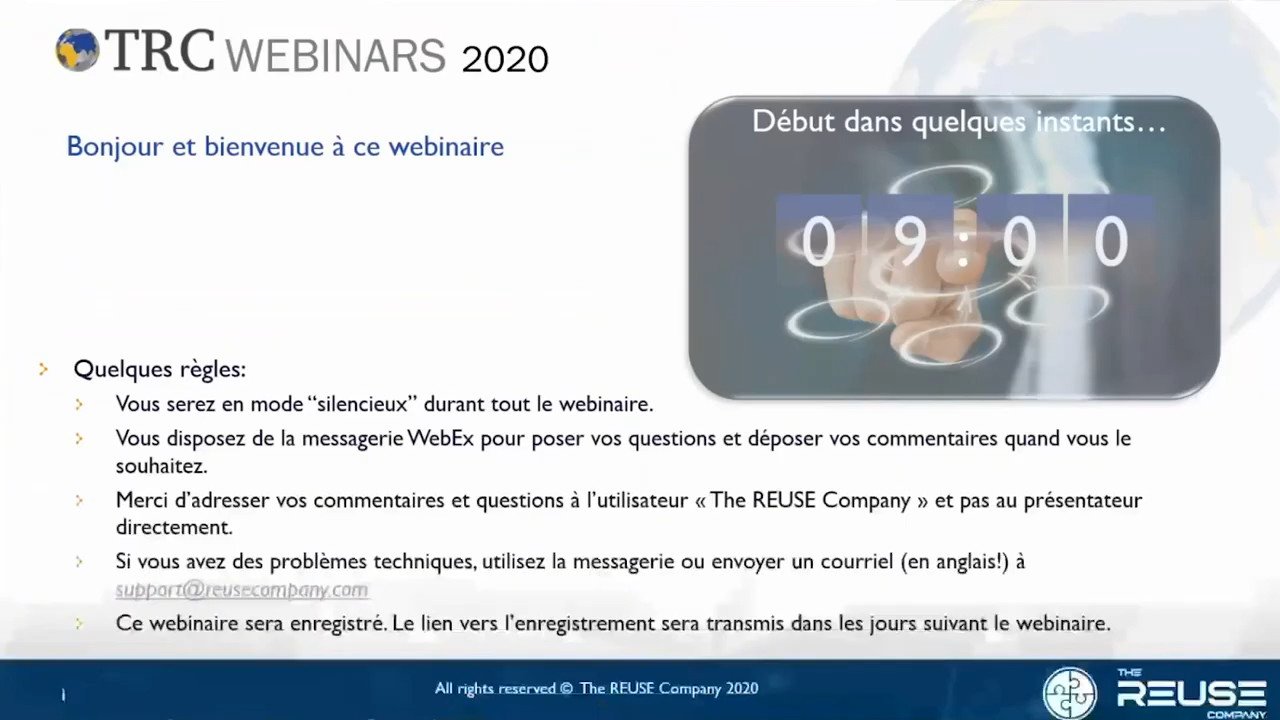 TRC WEBINARS 2020
Bonjour et bienvenue à ce webinaire
Début dans quelques instants…
09:00
Quelques règles:
Vous serez en mode “silencieux” durant tout le webinaire.
Vous disposez de la messagerie WebEx pour poser vos questions et déposer vos commentaires quand vous le
souhaitez.
Merci d’adresser vos commentaires et questions à l’utilisateur « The REUSE Company » et pas au présentateur
directement.
Si vous avez des problèmes techniques, utilisez la messagerie ou envoyer un courriel (en anglais!) à
support@reusecompany.com
Ce webinaire sera enregistré. Le lien vers l’enregistrement sera transmis dans les jours suivant le webinaire.
1
All rights reserved © The REUSE Company 2020
THE
REUSE
COMPANY